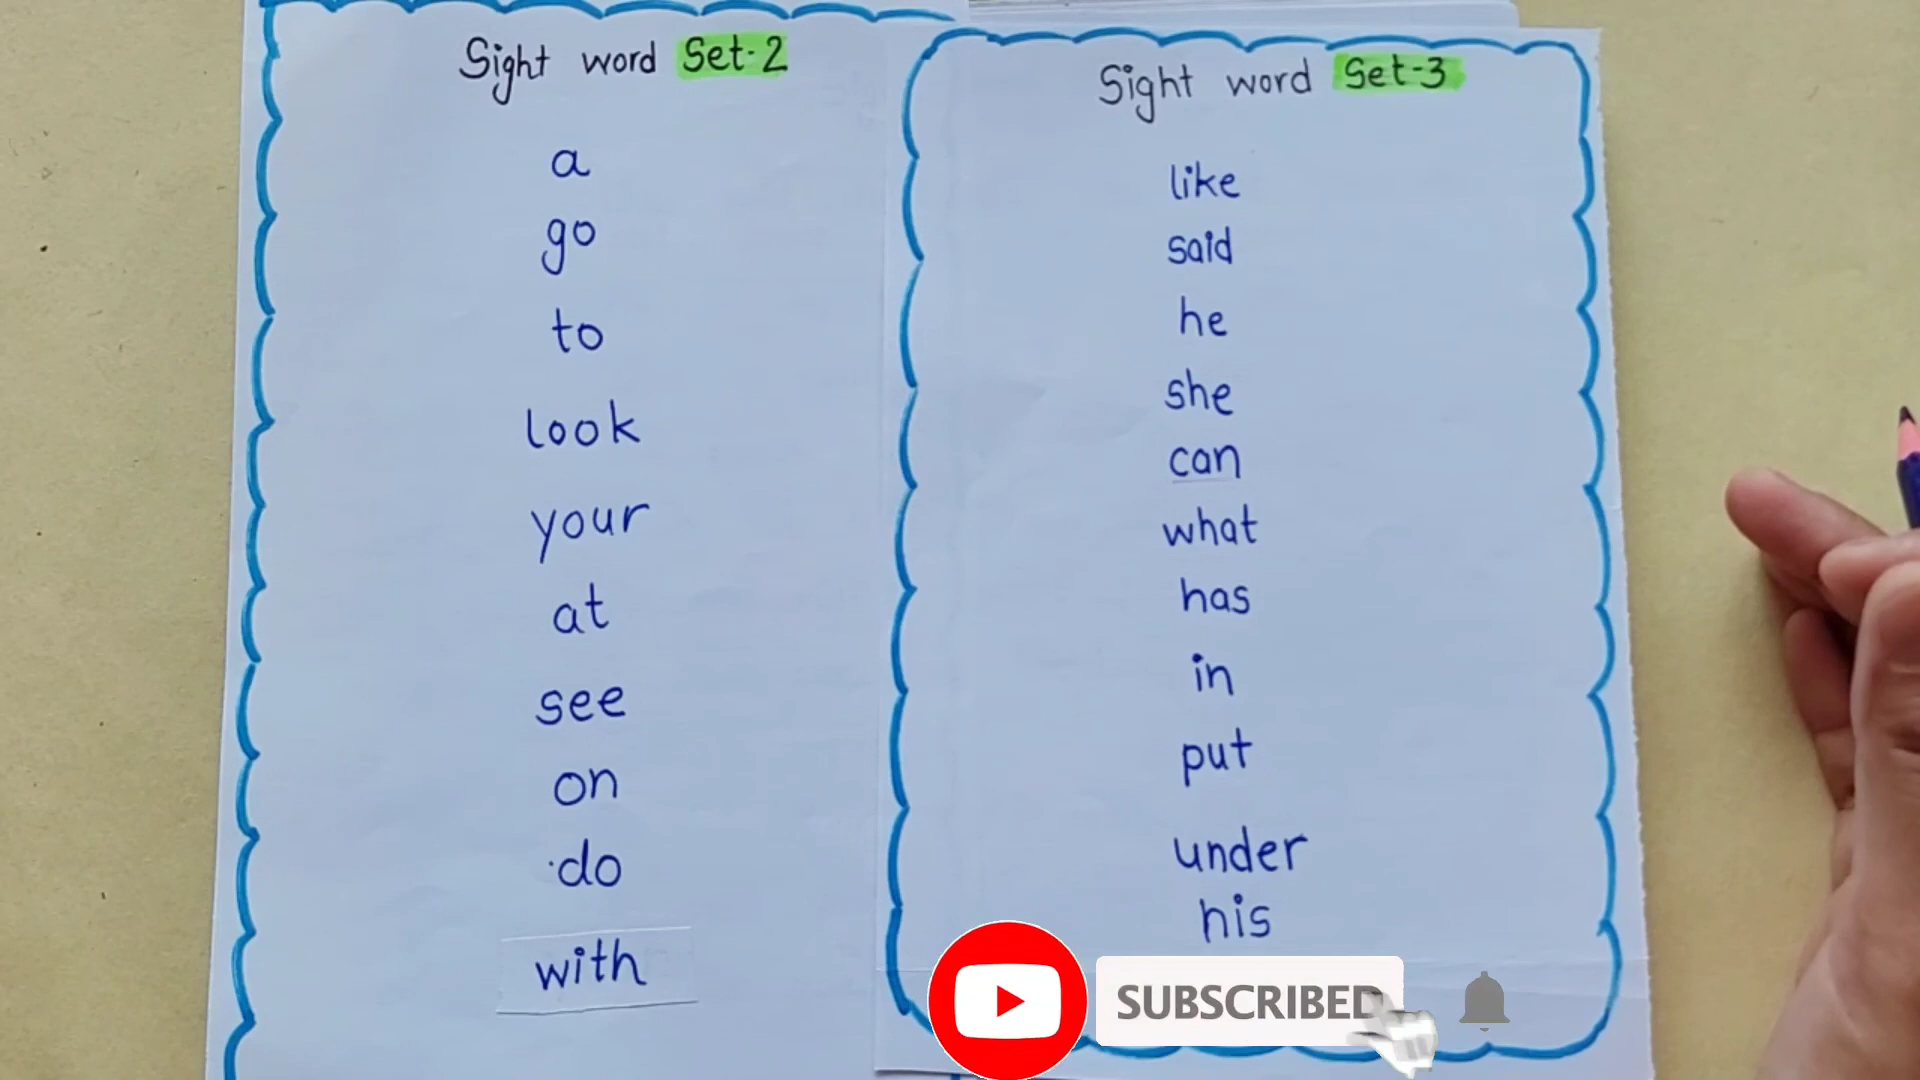 Sight word Set-2
a
go
to
look
your
at
see
on
do
with
Sight word Set-3
like
said
he
she
can
what
has
in
put
under
his
SUBSCRIBED